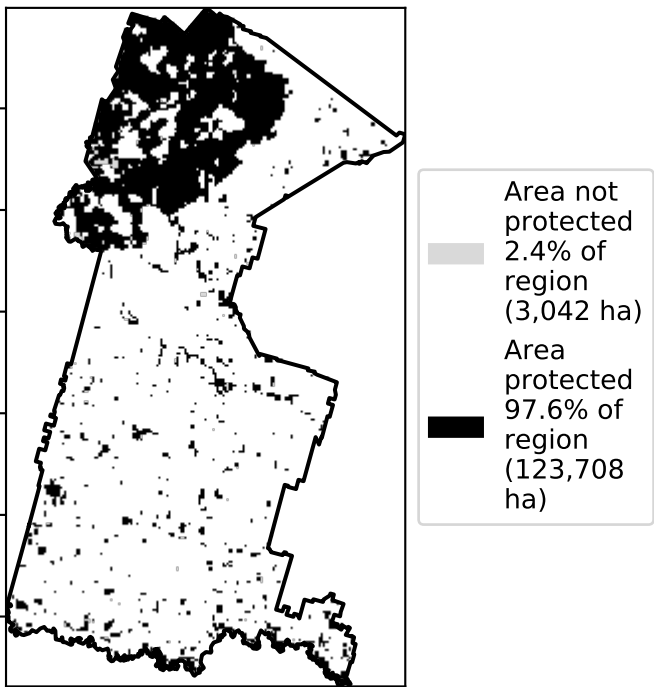 Area not
protected
2.4% of
region
(3,042 ha)
Area
protected
97.6% of
region
(123,708
ha)